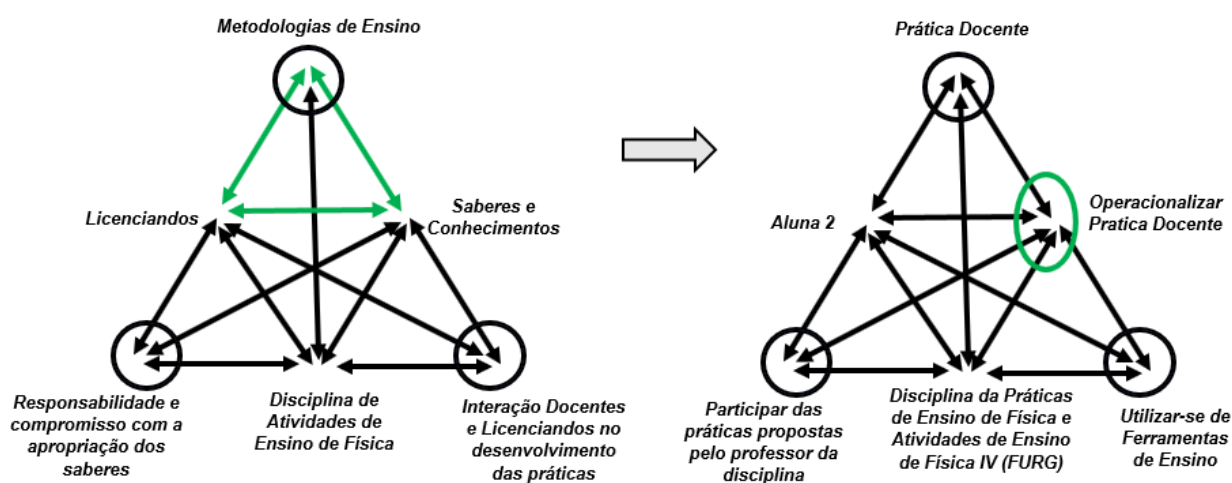 Metodologias de Ensino
Licenciandos
Saberes e
Conhecimentos
Responsabilidade e
compromisso com a
apropriação dos
saberes
Disciplina de
Atividades de
Ensino de Física
Interação Docentes
e Licenciandos no
desenvolvimento
das práticas
Prática Docente
Aluna 2
Operacionalizar
Pratica Docente
Participar das
práticas propostas
pelo professor da
disciplina
Disciplina da Práticas
de Ensino de Física e
Atividades de Ensino
de Física IV (FURG)
Utilizar-se de
Ferramentas
de Ensino